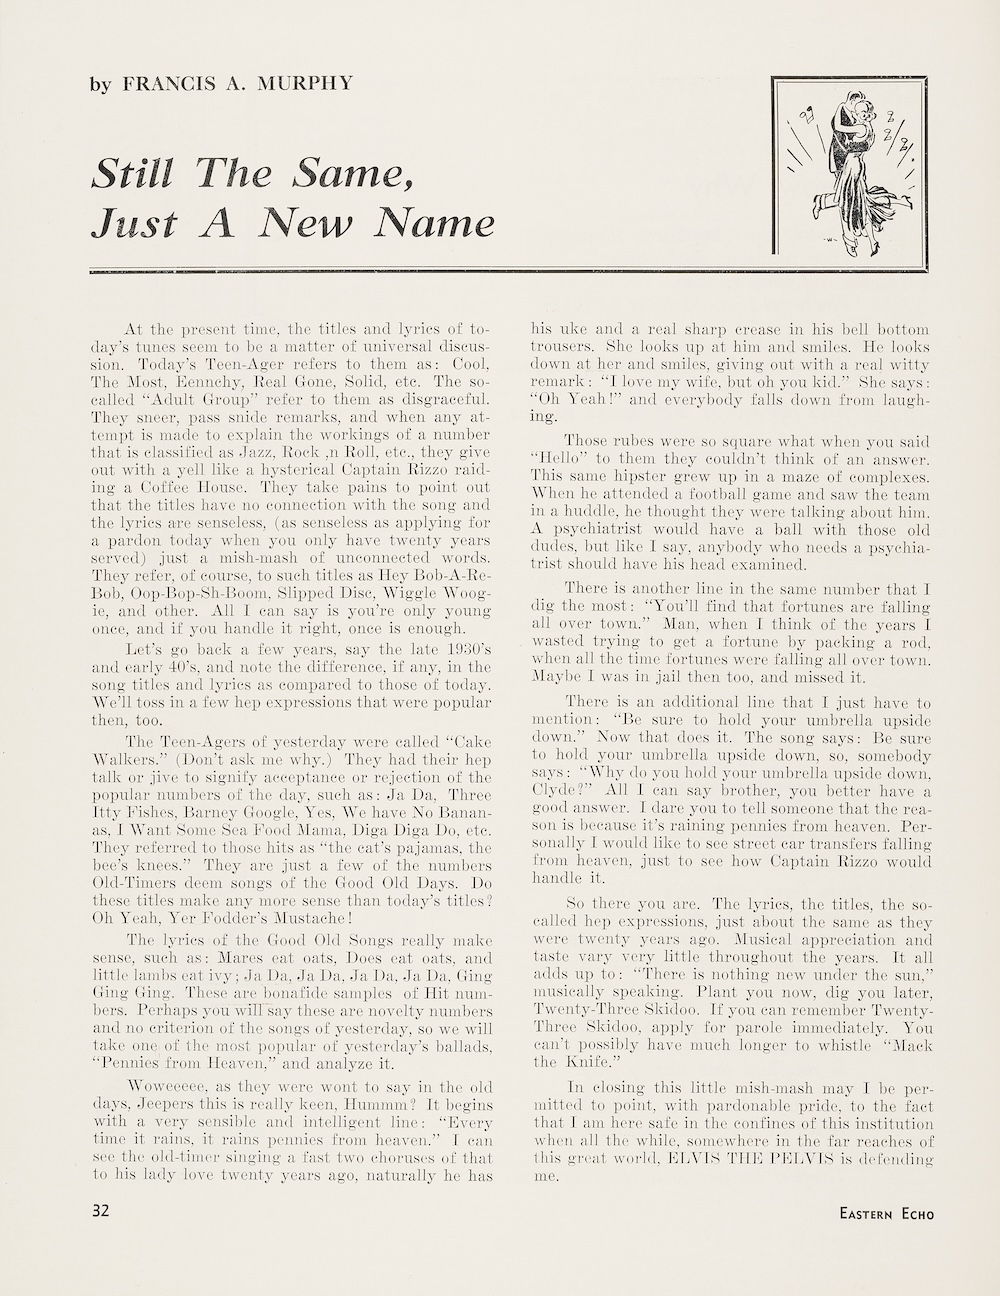 by FRANCIS A. MURPHY
Still The Same,
Just A New Name
-W-
At the present time, the titles and lyrics of to-
day's tunes seem to be a matter of universal discus-
sion. Today's Teen-Ager refers to them as: Cool,
The Most, Eennchy, Real Gone, Solid, etc. The so-
called "Adult Group" refer to them as disgraceful.
They sneer, pass snide remarks, and when any at-
tempt is made to explain the workings of a number
that is classified as Jazz, Rock ,n Roll, etc., they give
out with a yell like a hysterical Captain Rizzo raid-
ing a Coffee House. They take pains to point out
that the titles have no connection with the song and
the lyrics are senseless, (as senseless as applying for
a pardon today when you only have twenty years
served) just a mish-mash of unconnected words.
They refer, of course, to such titles as Hey Bob-A-Re-
Bob, Oop-Bop-Sh-Boom, Slipped Disc, Wiggle Woog-
ie, and other. All I can say is you're only young
once, and if you handle it right, once is enough.
Let's go back a few years, say the late 1930's
and early 40's, and note the difference, if any, in the
song titles and lyrics as compared to those of today.
We'll toss in a few hep expressions that were popular
then, too.
The Teen-Agers of yesterday were called "Cake
Walkers." (Don't ask me why.) They had their hep
talk or jive to signify acceptance or rejection of the
popular numbers of the day, such as: Ja Da, Three
Itty Fishes, Barney Google, Yes, We have No Banan-
as, I Want Some Sea Food Mama, Diga Diga Do, etc.
They referred to those hits as "the cat's pajamas, the
bee's knees." They are just a few of the numbers
Old-Timers deem songs of the Good Old Days. Do
these titles make any more sense than today's titles?
Oh Yeah, Yer Fodder's Mustache!
The lyrics of the Good Old Songs really make
sense, such as: Mares eat oats, Does eat oats, and
little lambs eat ivy; Ja Da, Ja Da, Ja Da, Ja Da, Ging
Ging Ging. These are bonafide samples of Hit num-
bers. Perhaps you will say these are novelty numbers
and no criterion of the songs of yesterday, so we will
take one of the most popular of yesterday's ballads,
"Pennies from Heaven," and analyze it.
Woweeeee, as they were wont to say in the old
days, Jeepers this is really keen, Hummm? It begins
with a very sensible and intelligent line: "Every
time it rains, it rains pennies from heaven." I can
see the old-timer singing a fast two choruses of that
to his lady love twenty years ago, naturally he has
his uke and a real sharp crease in his bell bottom
trousers. She looks up at him and smiles. He looks
down at her and smiles, giving out with a real witty
remark: "I love my wife, but oh you kid." She says:
"Oh Yeah!" and everybody falls down from laugh-
ing.
Those rubes were so square what when you said
"Hello" to them they couldn't think of an answer.
This same hipster grew up in a maze of complexes.
When he attended a football game and saw the team
in a huddle, he thought they were talking about him.
A psychiatrist would have a ball with those old
dudes, but like I say, anybody who needs a psychia-
trist should have his head examined.
There is another line in the same number that I
dig the most: "You'll find that fortunes are falling
all over town." Man, when I think of the years I
wasted trying to get a fortune by packing a rod,
when all the time fortunes were falling all over town.
Maybe I was in jail then too, and missed it.
There is an additional line that I just have to
mention: "Be sure to hold your umbrella upside
down." Now that does it. The song says: Be sure
to hold your umbrella upside down, so, somebody
says: "Why do you hold your umbrella upside down,
Clyde?" All I can say brother, you better have a
good answer. I dare you to tell someone that the rea-
son is because it's raining pennies from heaven. Per-
sonally I would like to see street car transfers falling
from heaven, just to see how Captain Rizzo would
handle it.
So there you are. The lyrics, the titles, the so-
called hep expressions, just about the same as they
were twenty years ago. Musical appreciation and
taste vary very little throughout the years. It all
adds up to: "There is nothing new under the sun,"
musically speaking. Plant you now, dig you later,
Twenty-Three Skidoo. If you can remember Twenty-
Three Skidoo, apply for parole immediately. You
can't possibly have much longer to whistle "Mack
the Knife."
In closing this little mish-mash may I be per-
mitted to point, with pardonable pride, to the fact
that I am here safe in the confines of this institution
when all the while, somewhere in the far reaches of
this great world, ELVIS THE PELVIS is defending
me.
32
EASTERN ECHO